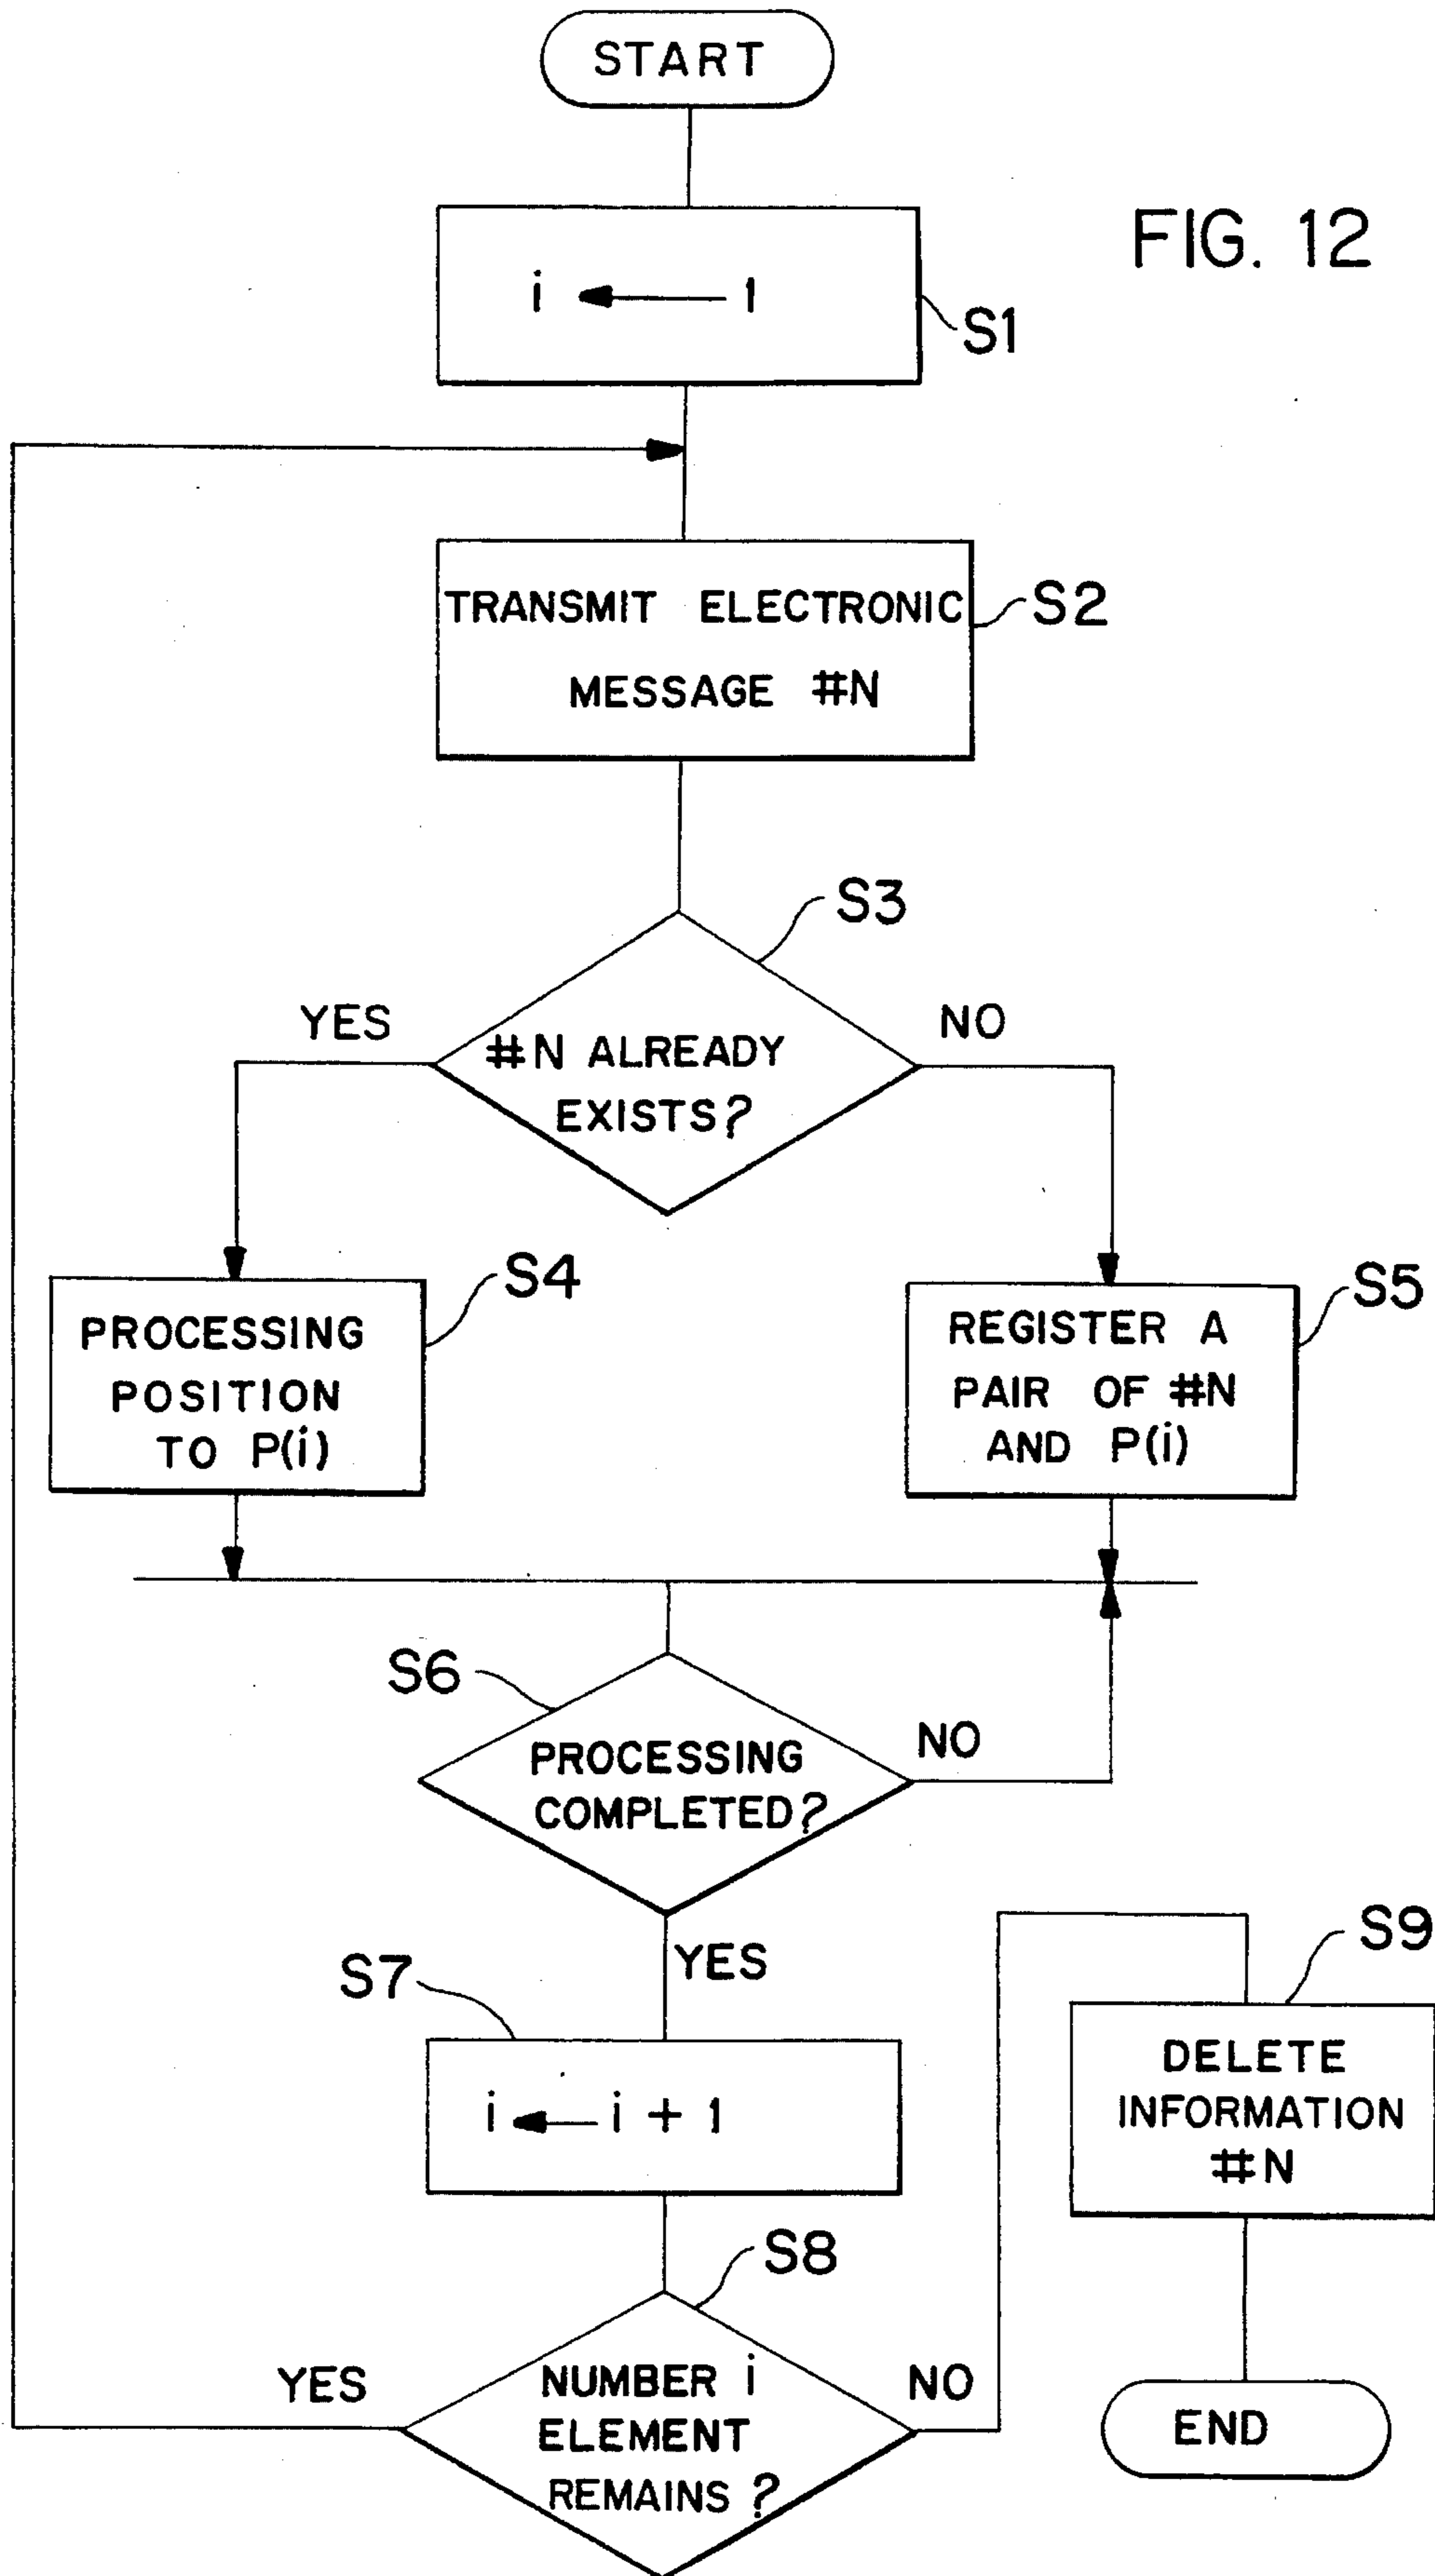 START
FIG. 12
i ← 1
S1
TRANSMIT ELECTRONIC
MESSAGE #N
S2
S3
YES
NO
#N ALREADY
EXISTS?
S4
PROCESSING
POSITION
TO P(i)
S5
REGISTER A
PAIR OF #N
AND P(i)
S6
PROCESSING
COMPLETED?
NO
YES
S7
i ← i + 1
S9
DELETE
INFORMATION
#N
S8
YES
NUMBER i
ELEMENT
REMAINS ?
NO
END